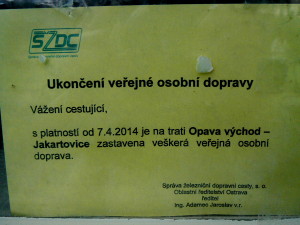 SŽDC
Ukončení veřejné osobní dopravy
Vážení cestující,
s platností od 7.4.2014 je na trati Opava východ –
Jakartovice zastavena veškerá veřejná osobní
doprava.
Správa železniční dopravní cesty, s. o.
Oblastní ředitelství Ostrava
ředitel
Ing. Adamec Jaroslav v.r.